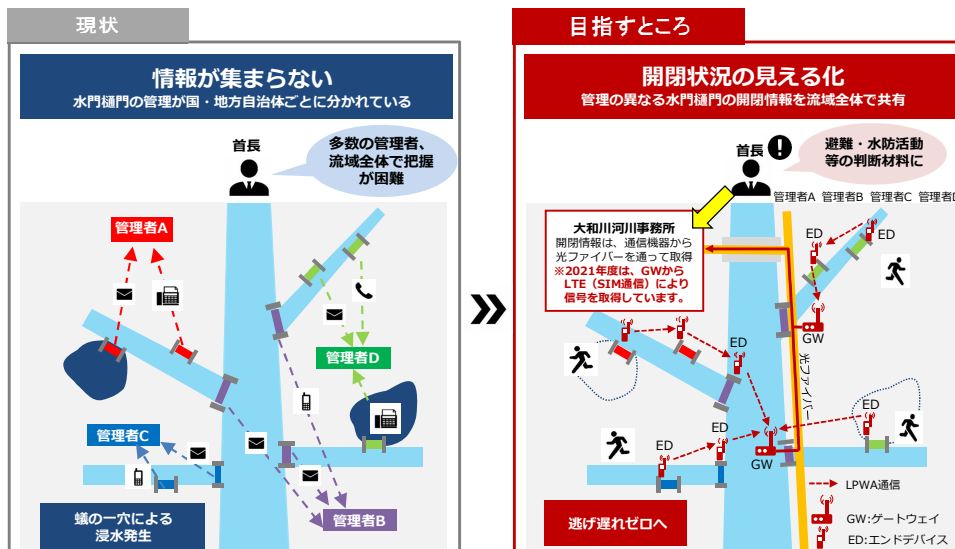 現状
情報が集まらない
水門樋門の管理が国・地方自治体ごとに分かれている
首長
多数の管理者、
流域全体で把握
が困難
管理者A
管理者D
管理者C
管理者B
蟻の一穴による
浸水発生
目指すところ
開閉状況の見える化
管理の異なる水門樋門の開閉情報を流域全体で共有
首長
避難・水防活動
等の判断材料に
管理者A 管理者B 管理者C 管理者D
大和川河川事務所
開閉情報は、通信機器から
光ファイバーを通って取得
※2021年度は、GWから
LTE(SIM通信)により
信号を取得しています。
ED
ED
GW
ED
光ファイバー
ED
ED
ED
GW
LPWA通信
GW:ゲートウェイ
ED:エンドデバイス
逃げ遅れゼロへ